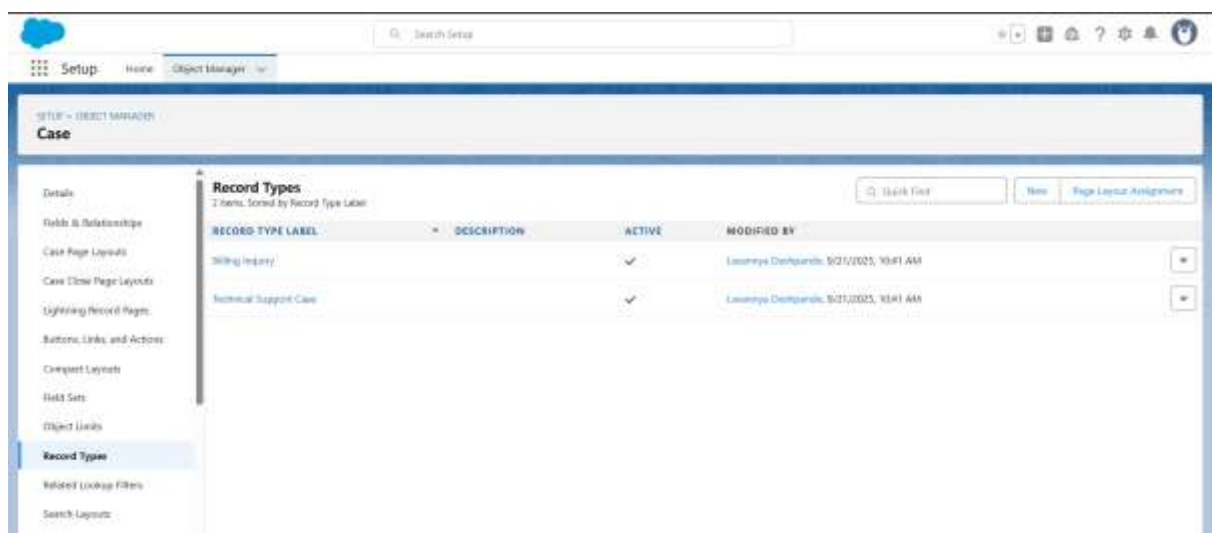 Search Setup
Setup
Home
Object Manager
SETUP > OBJECT MANAGER
Case
Details
Fields & Relationships
Case Page Layouts
Case Close Page Layouts
Lightning Record Pages
Buttons, Links, and Actions
Compact Layouts
Field Sets
Object Limits
Record Types
Related Lookup Filters
Search Layouts
Record Types
2 Items, Sorted by Record Type Label
Quick Find
New
Page Layout Assignment
RECORD TYPE LABEL DESCRIPTION ACTIVE MODIFIED BY
Billing Inquiry Deshpande, 5/21/2025, 10:41 AM
Technical Support Case Deshpande, 5/21/2025, 10:41 AM